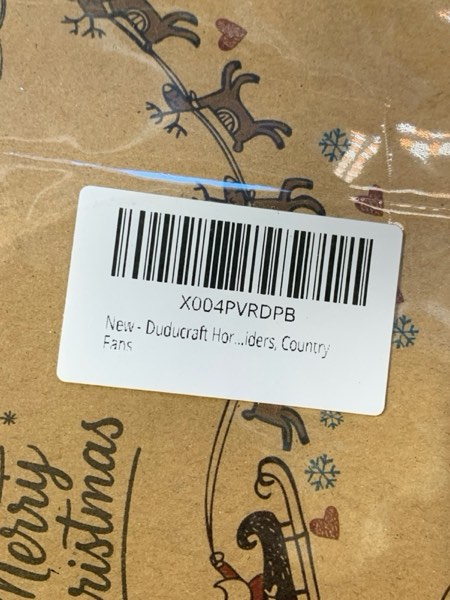 X004PVRDPB
New - Duducraft Hor...iders, Country
Fans
Merry
Christmas